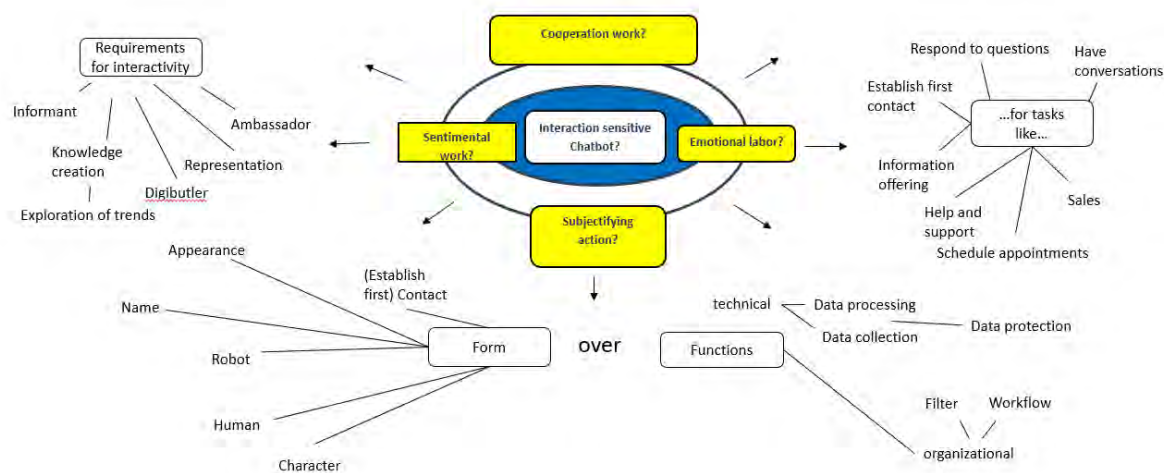 Cooperation work?
Requirements
for interactivity
Informant
Ambassador
Knowledge
creation
Representation
Digibutler
Exploration of trends
Sentimental
work?
Interaction sensitive
Chatbot?
Emotional labor?
Subjectifying
action?
Respond to questions
Have
conversations
Establish first
contact
...for tasks
like...
Information
offering
Sales
Help and
support
Schedule appointments
Appearance
(Establish
first) Contact
Name
Robot
Form
Human
Character
over
Functions
technical
Data processing
Data collection
Data protection
Filter
Workflow
organizational